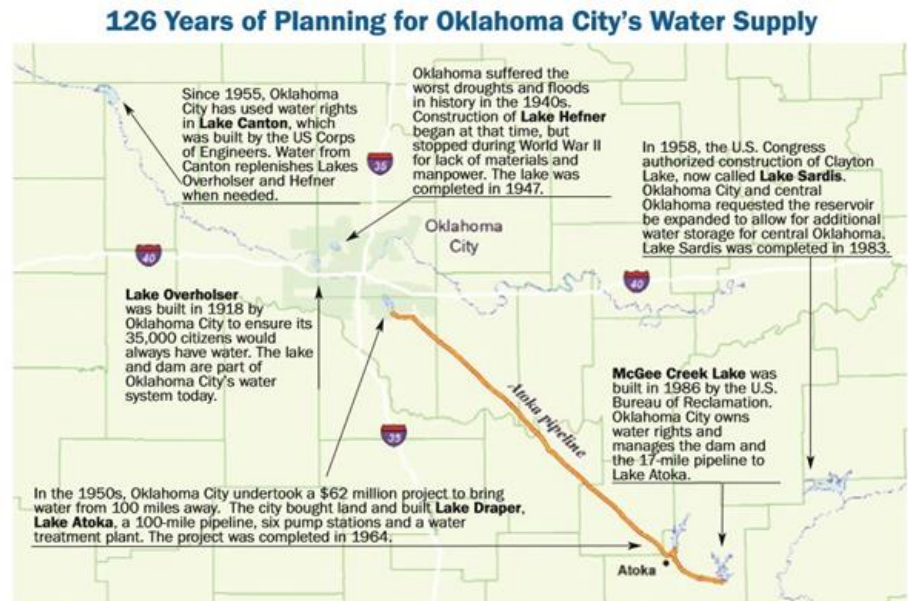 126 Years of Planning for Oklahoma City's Water Supply
Since 1955, Oklahoma
City has used water rights
in Lake Canton, which
was built by the US Corps
of Engineers. Water from
Canton replenishes Lakes
Overholser and Hefner
when needed.
Oklahoma suffered the
worst droughts and floods
in history in the 1940s.
Construction of Lake Hefner
began at that time, but
stopped during World War II
for lack of materials and
manpower. The lake was
completed in 1947.
35
In 1958, the U.S. Congress
authorized construction of Clayton
Lake, now called Lake Sardis.
Oklahoma City and central
Oklahoma requested the reservoir
be expanded to allow for additional
water storage for central Oklahoma.
Lake Sardis was completed in 1983.
Oklahoma
City
40
40
Lake Overholser
was built in 1918 by
Oklahoma City to ensure its
35,000 citizens would
always have water. The lake
and dam are part of
Oklahoma City's water
system today.
Atoka pipeline
McGee Creek Lake was
built in 1986 by the U.S.
Bureau of Reclamation.
Oklahoma City owns
water rights and
manages the dam and
the 17-mile pipeline to
Lake Atoka.
35
In the 1950s, Oklahoma City undertook a $62 million project to bring
water from 100 miles away. The city bought land and built Lake Draper,
Lake Atoka, a 100-mile pipeline, six pump stations and a water
treatment plant. The project was completed in 1964.
Atoka